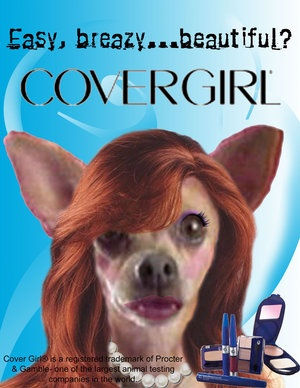 Easy, breazy...beautiful?
COVERGIRL®
Cover Girl® is a registered trademark of Procter
& Gamble- one of the largest animal testing
companies in the world.